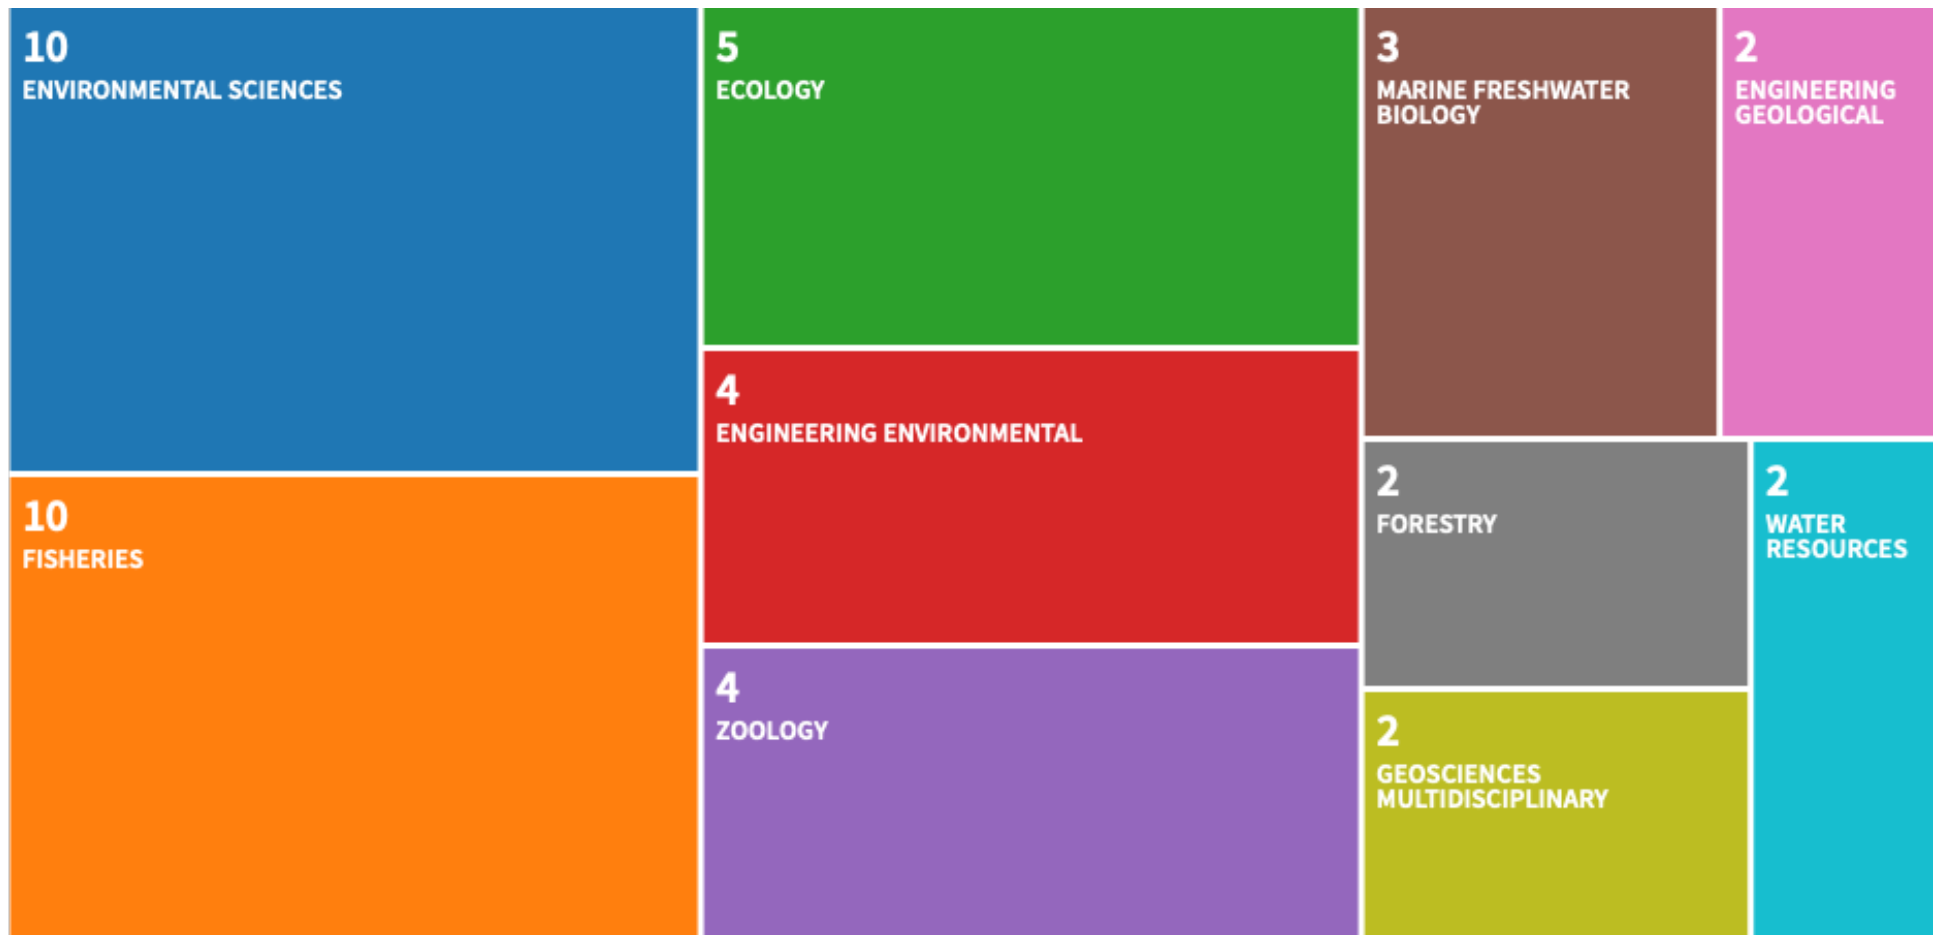 10
ENVIRONMENTAL SCIENCES
10
FISHERIES
5
ECOLOGY
4
ENGINEERING ENVIRONMENTAL
4
ZOOLOGY
3
MARINE FRESHWATER
BIOLOGY
2
ENGINEERING
GEOLOGICAL
2
FORESTRY
2
GEOSCIENCES
MULTIDISCIPLINARY
2
WATER
RESOURCES